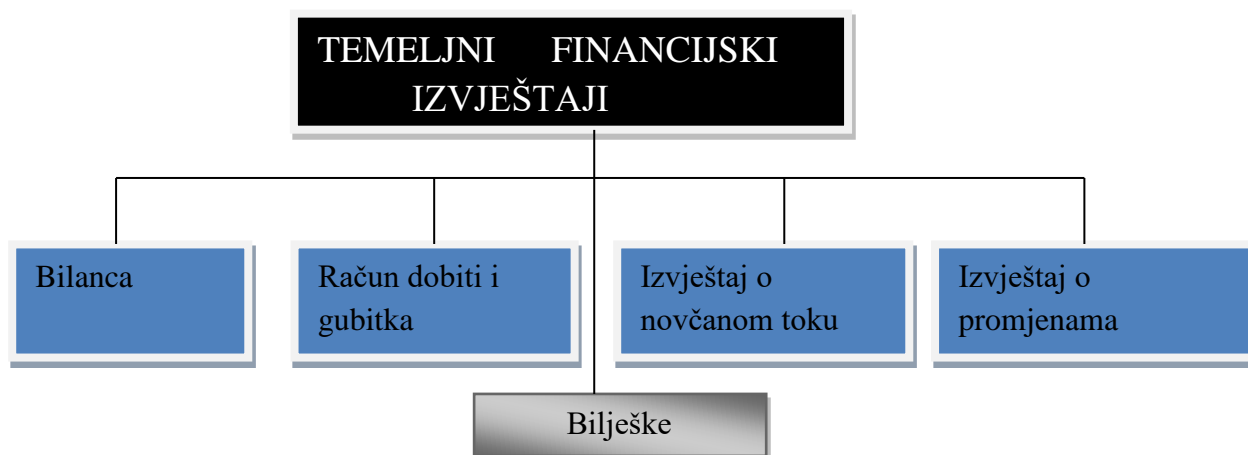 TEMELJNI FINANCIJSKI
IZVJEŠTAJI
Bilanca
Račun dobiti i
gubitka
Izvještaj o
novčanom toku
Izvještaj o
promjenama
Bilješke